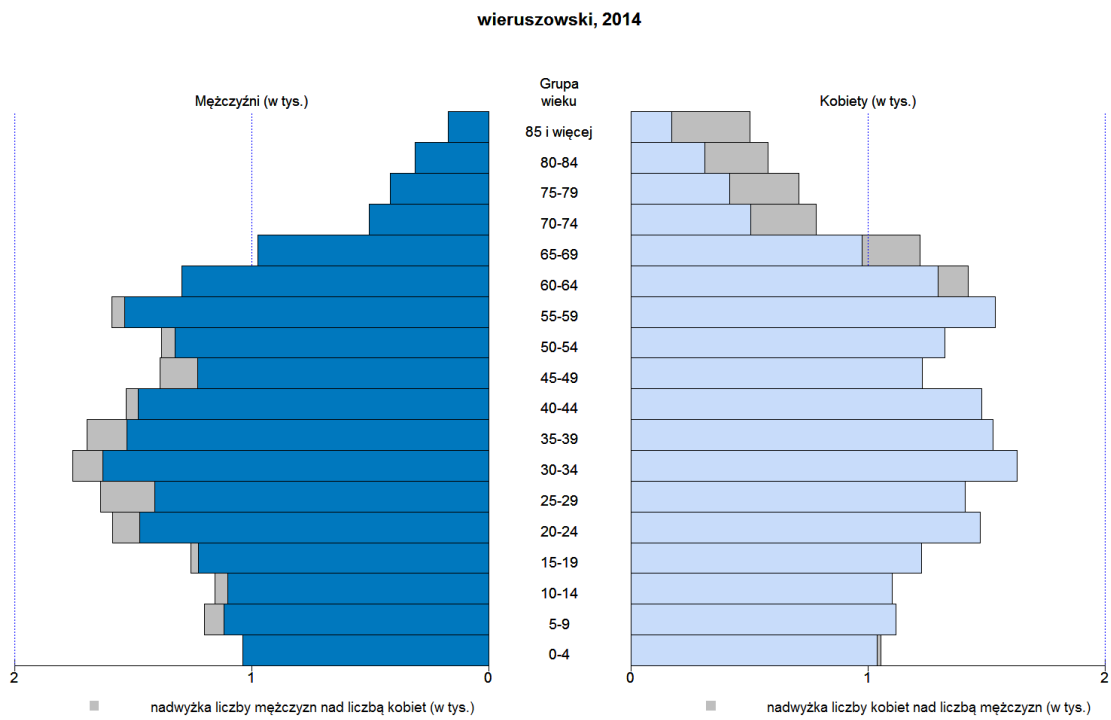 wieruszowski, 2014
Mężczyźni (w tys.)
Grupa
wieku
Kobiety (w tys.)
85 i więcej
80-84
75-79
70-74
65-69
60-64
55-59
50-54
45-49
40-44
35-39
30-34
25-29
20-24
15-19
10-14
5-9
0-4
2 1 0 0 1 2
nadwyżka liczby mężczyzn nad liczbą kobiet (w tys.) nadwyżka liczby kobiet nad liczbą mężczyzn (w tys.)